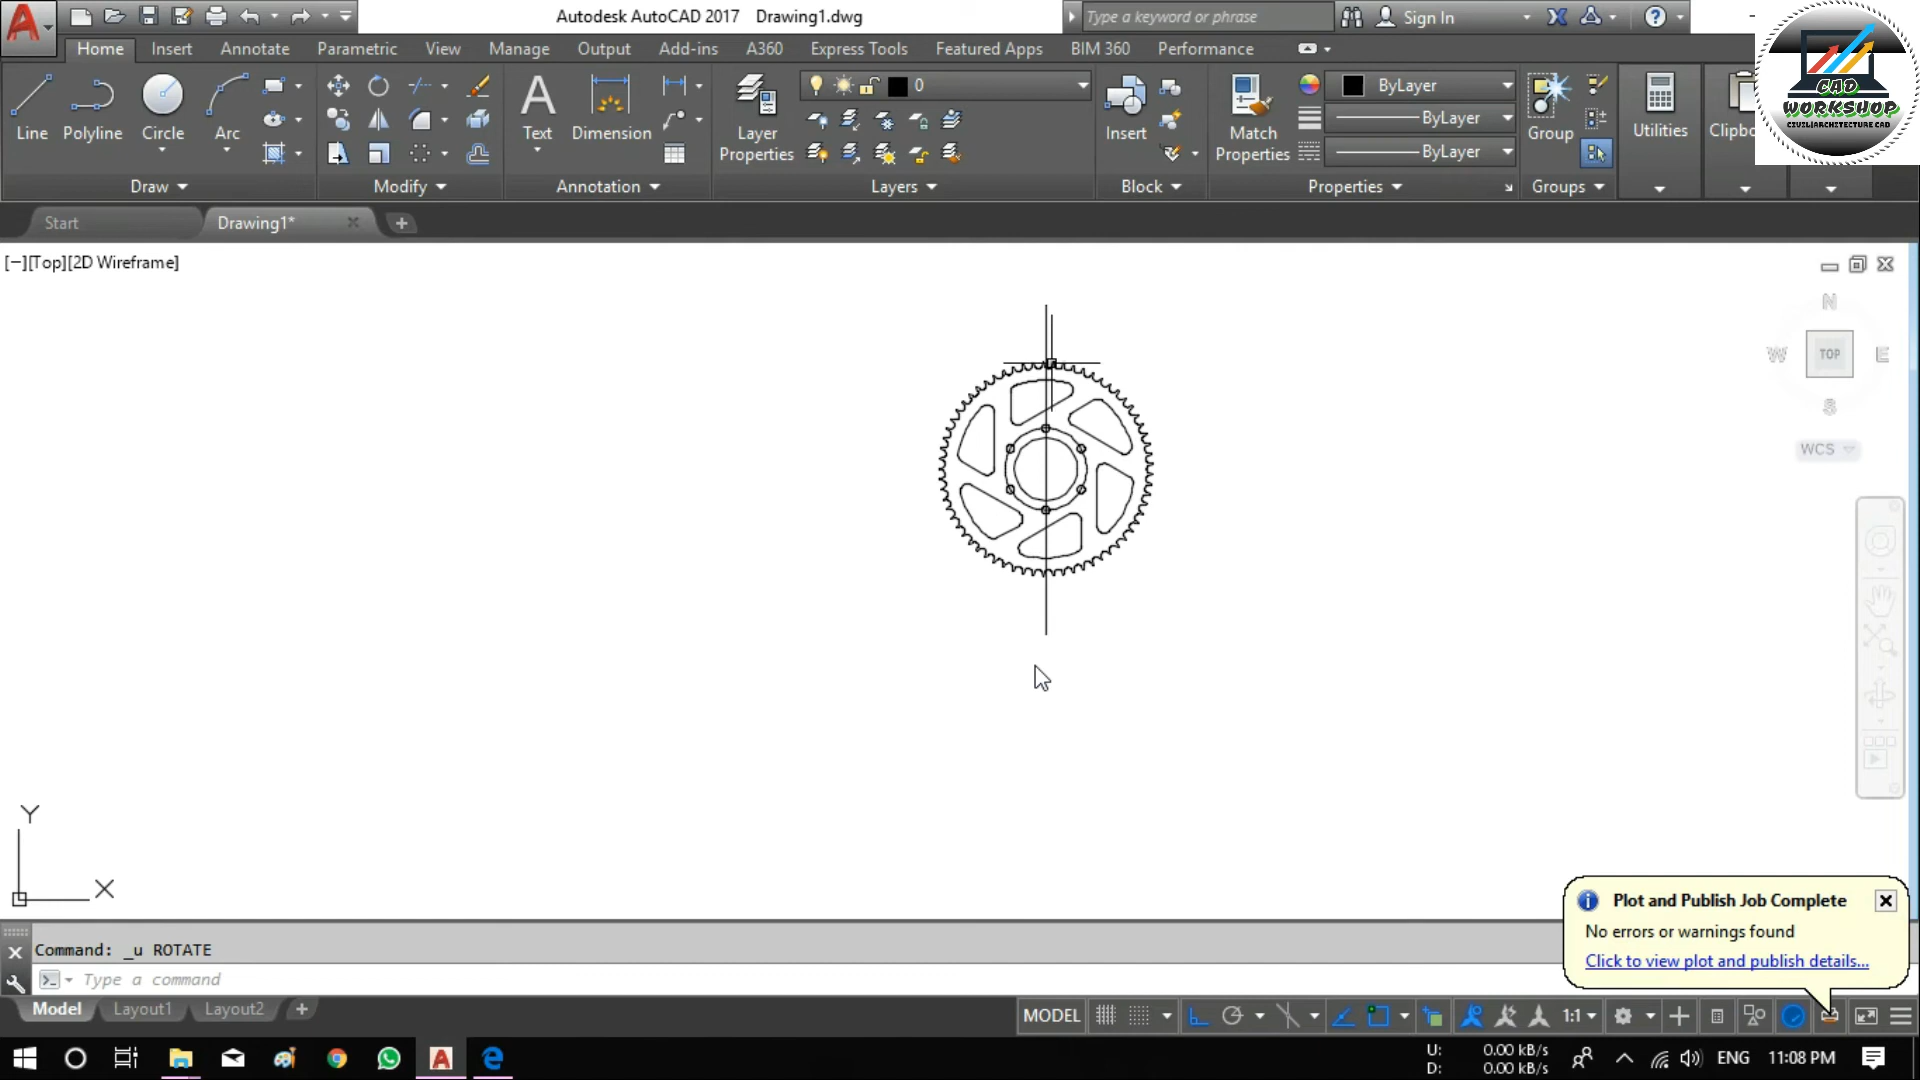 Autodesk AutoCAD 2017 Drawing1.dwg
Type a keyword or phrase
Sign In
Home Insert Annotate Parametric View Manage Output Add-ins A360 Express Tools Featured Apps BIM 360 Performance
CAD
WORKSHOP
CIVIL|ARCHITECTURE CAD
Line Polyline Circle Arc
Text Dimension
Layer
Properties
0
Insert
Match
Properties
ByLayer
ByLayer
ByLayer
Group
Utilities
Clipb
Draw Modify Annotation Layers Block Properties Groups
Start Drawing1*
[−][Top][2D Wireframe]
N
W TOP E
S
WCS
Y
X
Plot and Publish Job Complete
No errors or warnings found
Click to view plot and publish details...
Command: _u ROTATE
Type a command
Model Layout1 Layout2
MODEL 1:1
U: 0.00 kB/s
D: 0.00 kB/s
ENG 11:08 PM